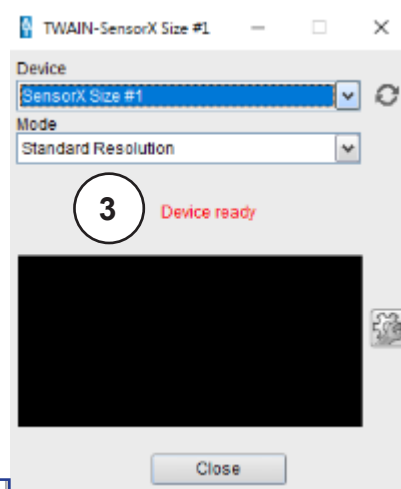 TWAIN-SensorX Size #1
Device
SensorX Size #1
Mode
Standard Resolution
3 Device ready
Close